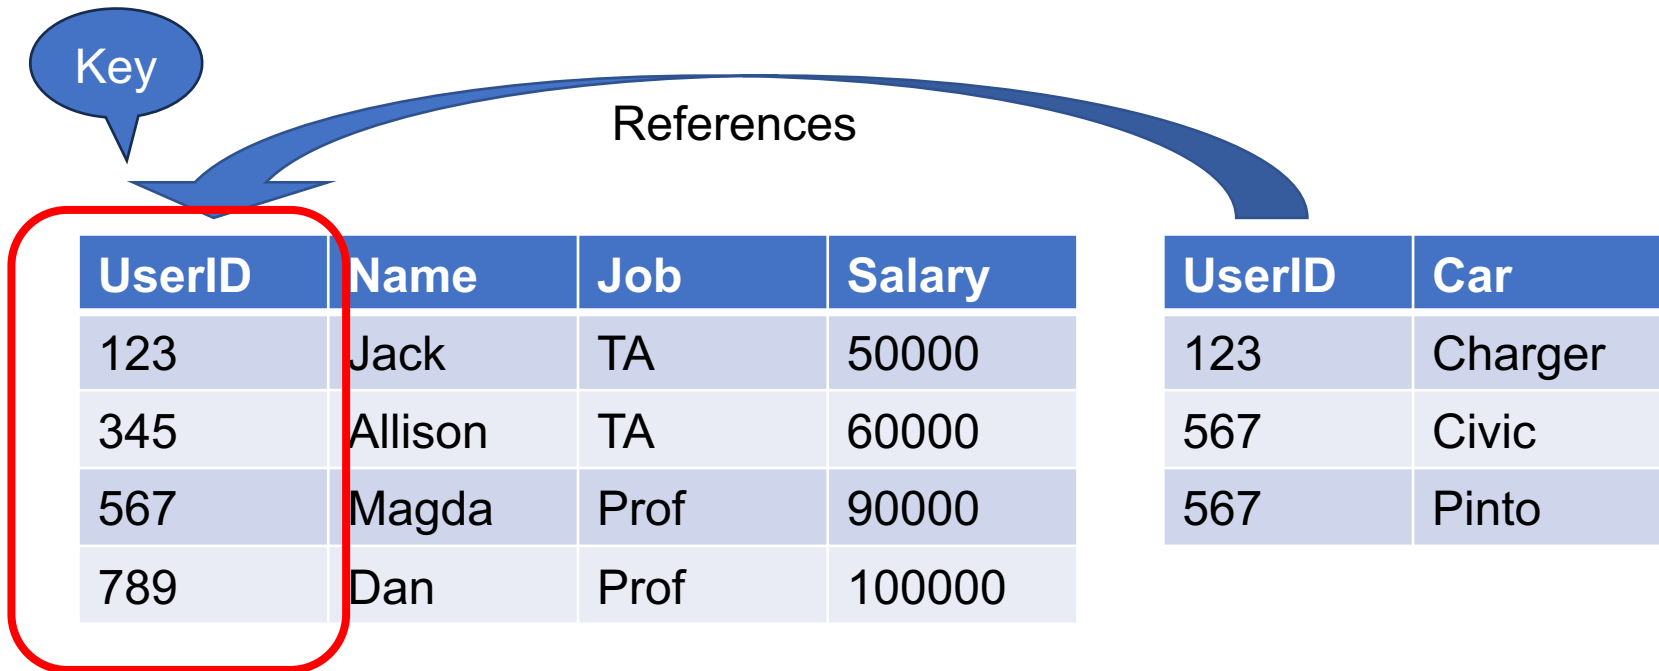 Key
References
UserID Name Job Salary
123 Jack TA 50000
345 Allison TA 60000
567 Magda Prof 90000
789 Dan Prof 100000
UserID Car
123 Charger
567 Civic
567 Pinto